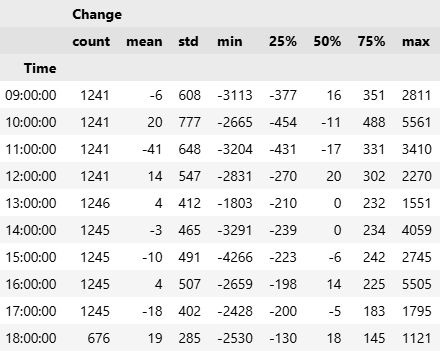 Change
count mean std min 25% 50% 75% max
Time
09:00:00 1241 -6 608 -3113 -377 16 351 2811
10:00:00 1241 20 777 -2665 -454 -11 488 5561
11:00:00 1241 -41 648 -3204 -431 -17 331 3410
12:00:00 1241 14 547 -2831 -270 20 302 2270
13:00:00 1246 4 412 -1803 -210 0 232 1551
14:00:00 1245 -3 465 -3291 -239 0 234 4059
15:00:00 1245 -10 491 -4266 -223 -6 242 2745
16:00:00 1245 4 507 -2659 -198 14 225 5505
17:00:00 1245 -18 402 -2428 -200 -5 183 1795
18:00:00 676 19 285 -2530 -130 18 145 1121